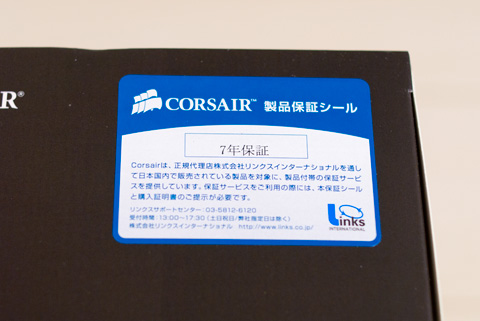 R®
CORSAIR™ 製品保証シール
7年保証
Corsairは、正規代理店株式会社リンクスインターナショナルを通し
て日本国内で販売されている製品を対象に、製品付帯の保証サービ
スを提供しています。保証サービスをご利用の際には、本保証シール
と購入証明書のご提示が必要です。
リンクスサポートセンター:03-5812-6120
受付時間:13:00〜17:30(土日祝日・弊社指定日は除く)
株式会社リンクスインターナショナル http://www.links.co.jp/
Links
INTERNATIONAL